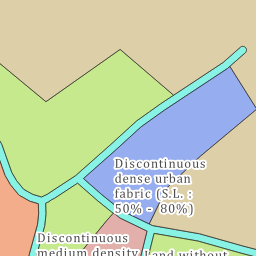 Discontinuous
dense urban
fabric (S.L. :
50% - 80%)
Discontinuous
medium density
Land without